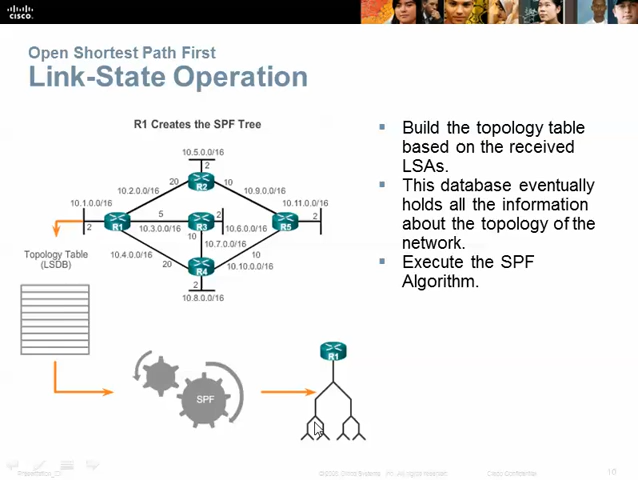 CISCO
Open Shortest Path First
Link-State Operation
R1 Creates the SPF Tree
10.5.0.0/16
2
20
R2
10
10.2.0.0/16
10.9.0.0/16
10.1.0.0/16
10.11.0.0/16
2
R1
5
R3
2
R5
2
10.3.0.0/16
10.6.0.0/16
10
10.7.0.0/16
10.4.0.0/16
20
R4
10
10.10.0.0/16
2
10.8.0.0/16
Topology Table
(LSDB)
SPF
R1
Build the topology table
based on the received
LSAs.
This database eventually
holds all the information
about the topology of the
network.
Execute the SPF
Algorithm.
Presentation_ID
Cisco Confidential
10